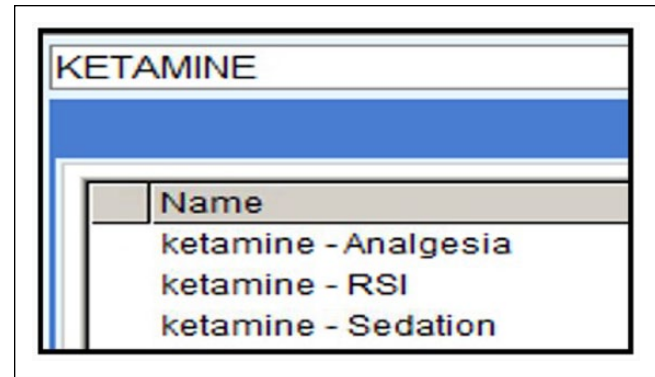 KETAMINE
Name
ketamine - Analgesia
ketamine - RSI
ketamine - Sedation